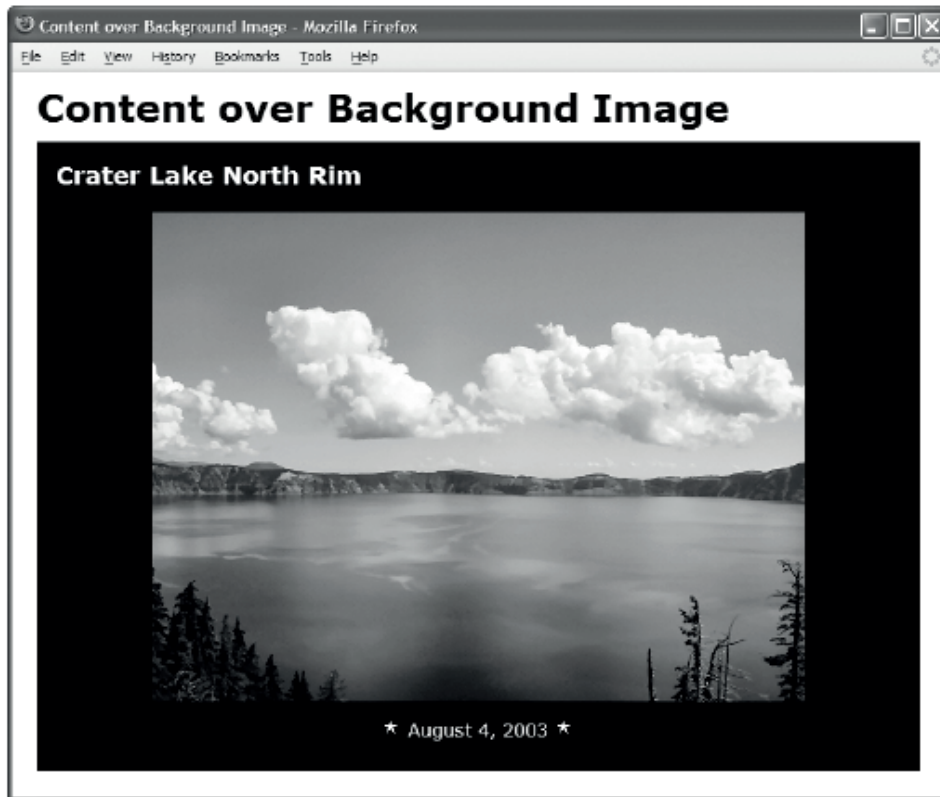 Content over Background Image - Mozilla Firefox
File Edit View History Bookmarks Tools Help
Content over Background Image
Crater Lake North Rim
★ August 4, 2003 ★